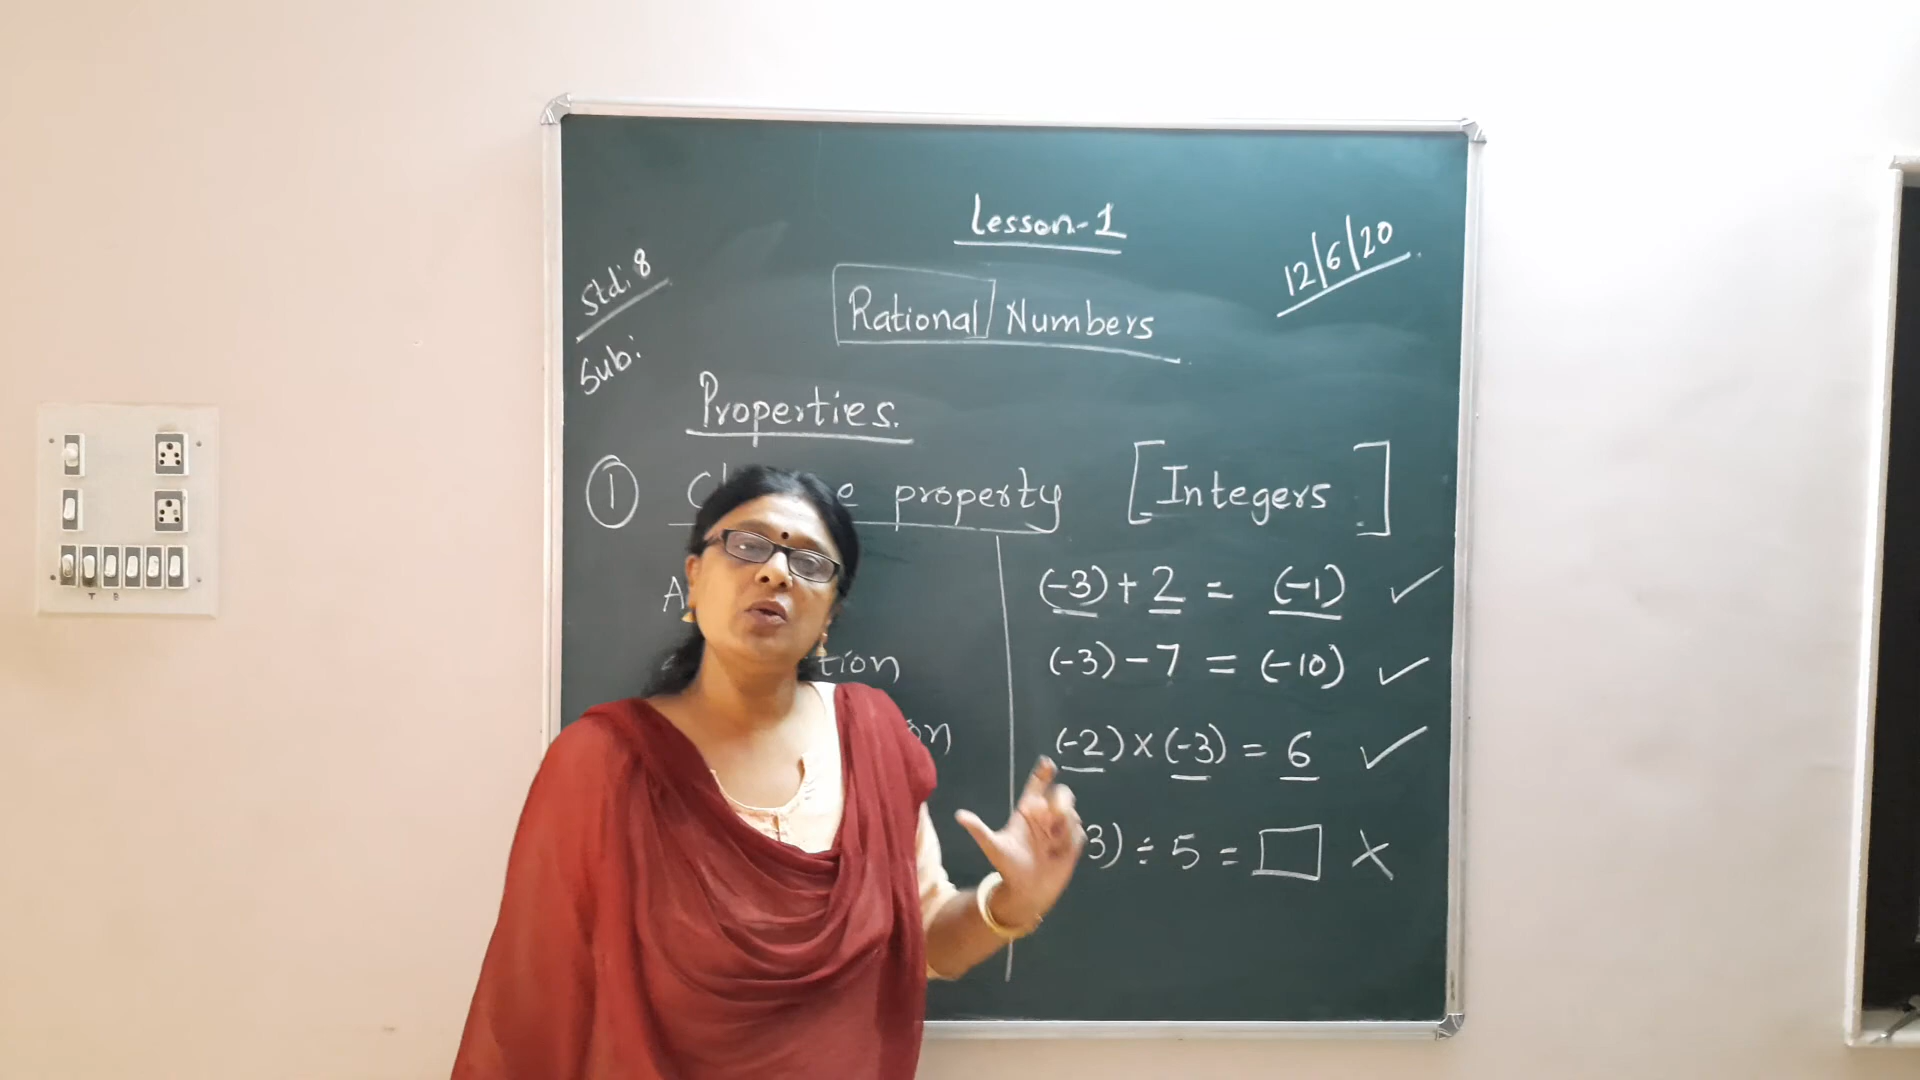 Lesson-1
12/6/20
Std: 8
Sub:
Rational Numbers
Properties.
① property [Integers]
(-3) + 2 = (-1) ✓
(-3) - 7 = (-10) ✓
(-2) × (-3) = 6 ✓
3) ÷ 5 = □ ×